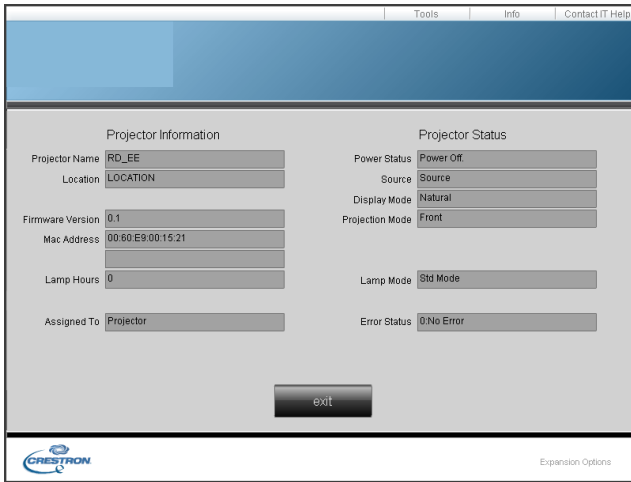 Tools Info Contact IT Help
Projector Information
Projector Name RD_EE
Location LOCATION
Firmware Version 0.1
Mac Address 00:60:E9:00:15:21
Lamp Hours 0
Assigned To Projector
Projector Status
Power Status Power Off.
Source Source
Display Mode Natural
Projection Mode Front
Lamp Mode Std Mode
Error Status 0:No Error
exit
CRESTRON
Expansion Options